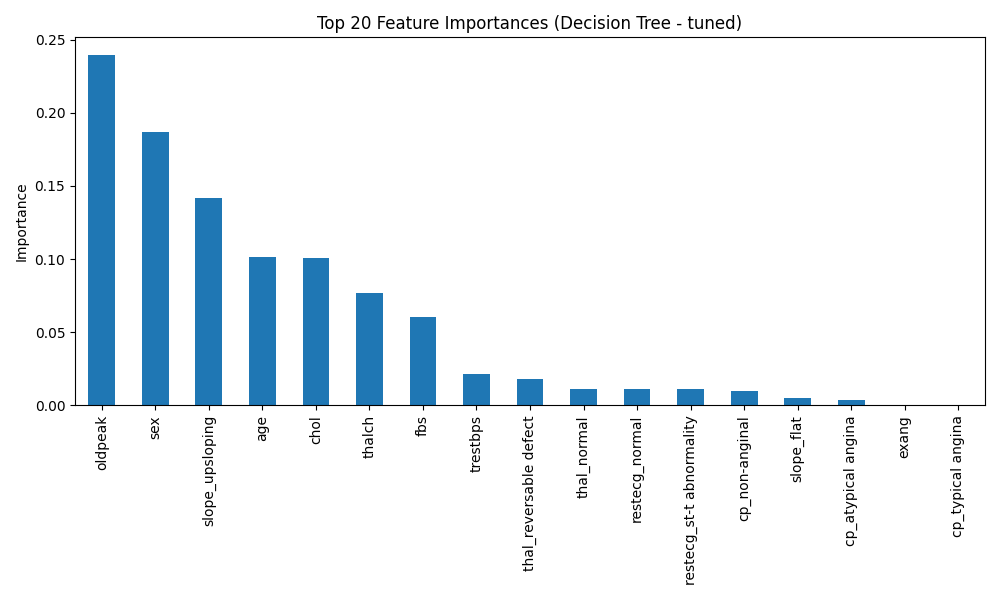 Top 20 Feature Importances (Decision Tree - tuned)
Importance
0.25
0.20
0.15
0.10
0.05
0.00
oldpeak
sex
slope_upsloping
age
chol
thalch
fbs
trestbps
thal_reversable defect
thal_normal
restecg_normal
restecg_st-t abnormality
cp_non-anginal
slope_flat
cp_atypical angina
exang
cp_typical angina